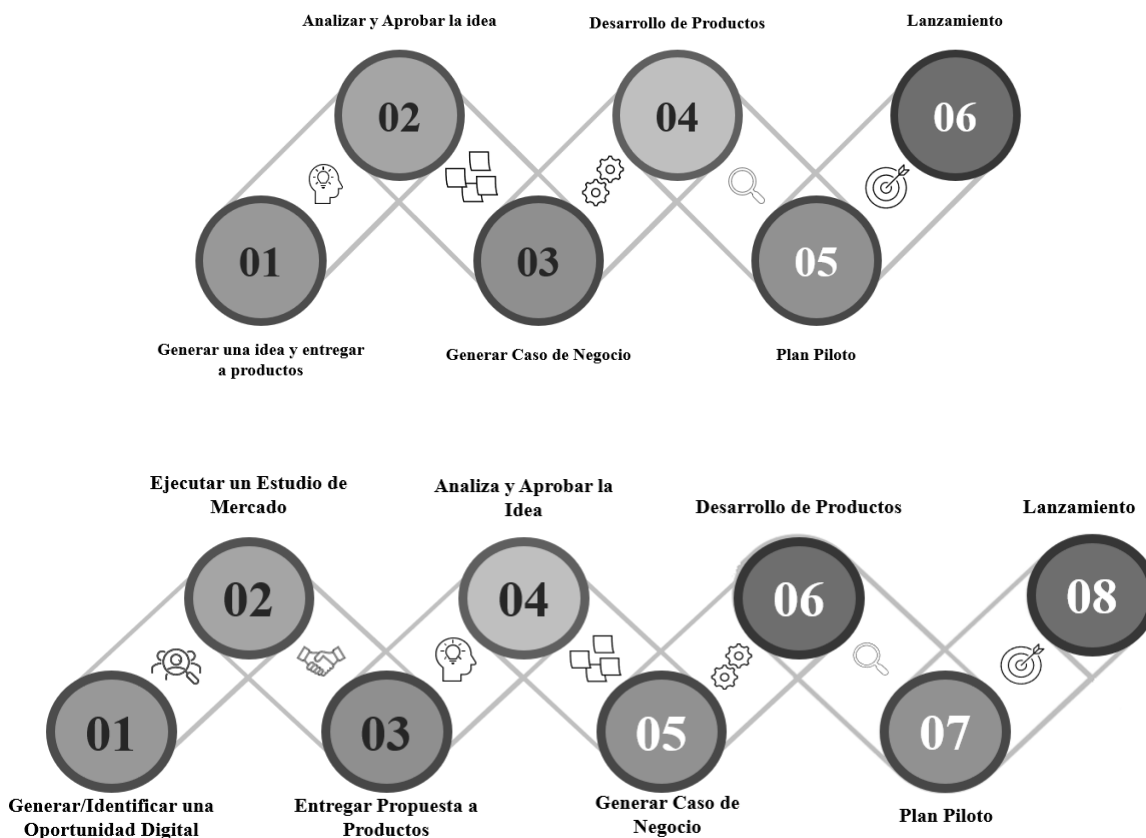 Analizar y Aprobar la idea
Desarrollo de Productos
Lanzamiento
02
04
06
01
03
05
Generar una idea y entregar
a productos
Generar Caso de Negocio
Plan Piloto
Ejecutar un Estudio de
Mercado
Analiza y Aprobar la
Idea
Desarrollo de Productos
Lanzamiento
02
04
06
08
01
03
05
07
Generar/Identificar una
Oportunidad Digital
Entregar Propuesta a
Productos
Generar Caso de
Negocio
Plan Piloto